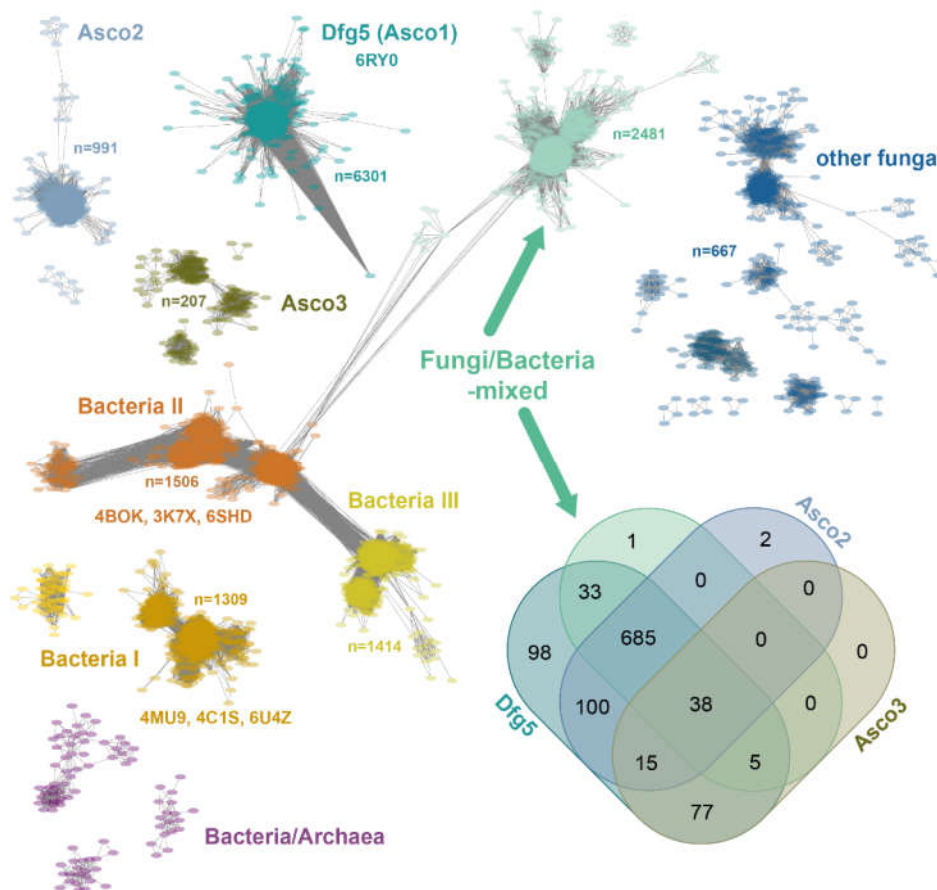 Asco2
Dfg5 (Asco1)
6RY0
n=2481
other funga
n=991
n=6301
n=667
n=207
Asco3
Fungi/Bacteria
-mixed
Bacteria II
n=1506
Bacteria III
4BOK, 3K7X, 6SHD
Asco2
1
2
n=1309
33
0
0
98
685
0
0
n=1414
Bacteria I
100
38
0
4MU9, 4C1S, 6U4Z
Dfg5
Asco3
15
5
77
Bacteria/Archaea